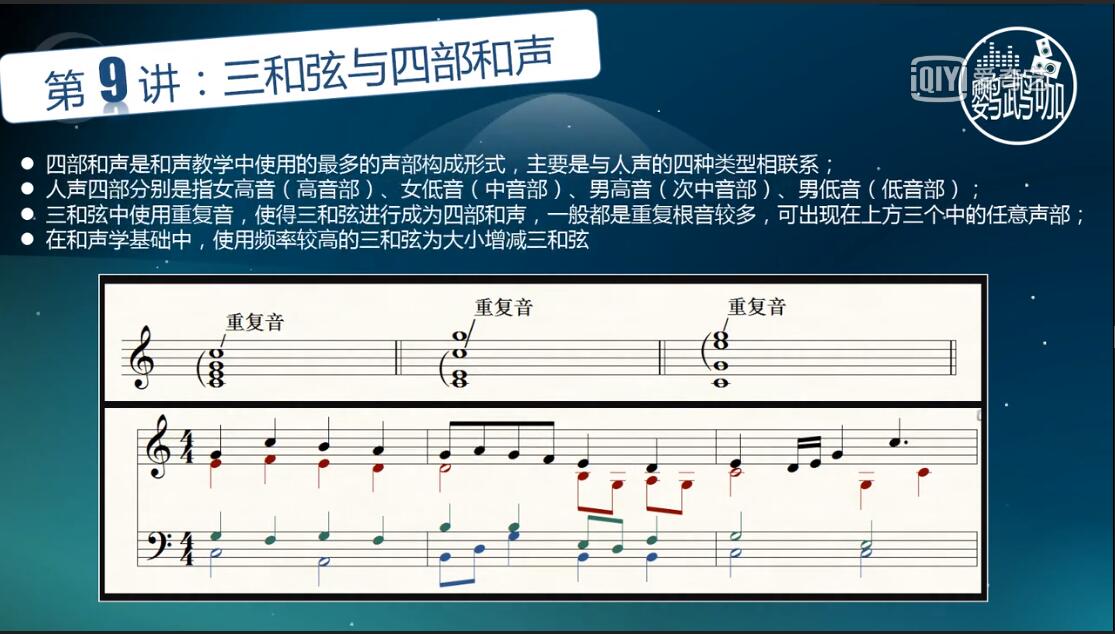 第9讲：三和弦与四部和声
iQIYI 爱奇艺
鹦鹉咖
● 四部和声是和声教学中使用的最多的声部构成形式，主要是与人声的四种类型相联系；
● 人声四部分别是指女高音（高音部）、女低音（中音部）、男高音（次中音部）、男低音（低音部）；
● 三和弦中使用重复音，使得三和弦进行成为四部和声，一般都是重复根音较多，可出现在上方三个中的任意声部；
● 在和声学基础中，使用频率较高的三和弦为大小增减三和弦
重复音 重复音 重复音
4
4
4
4